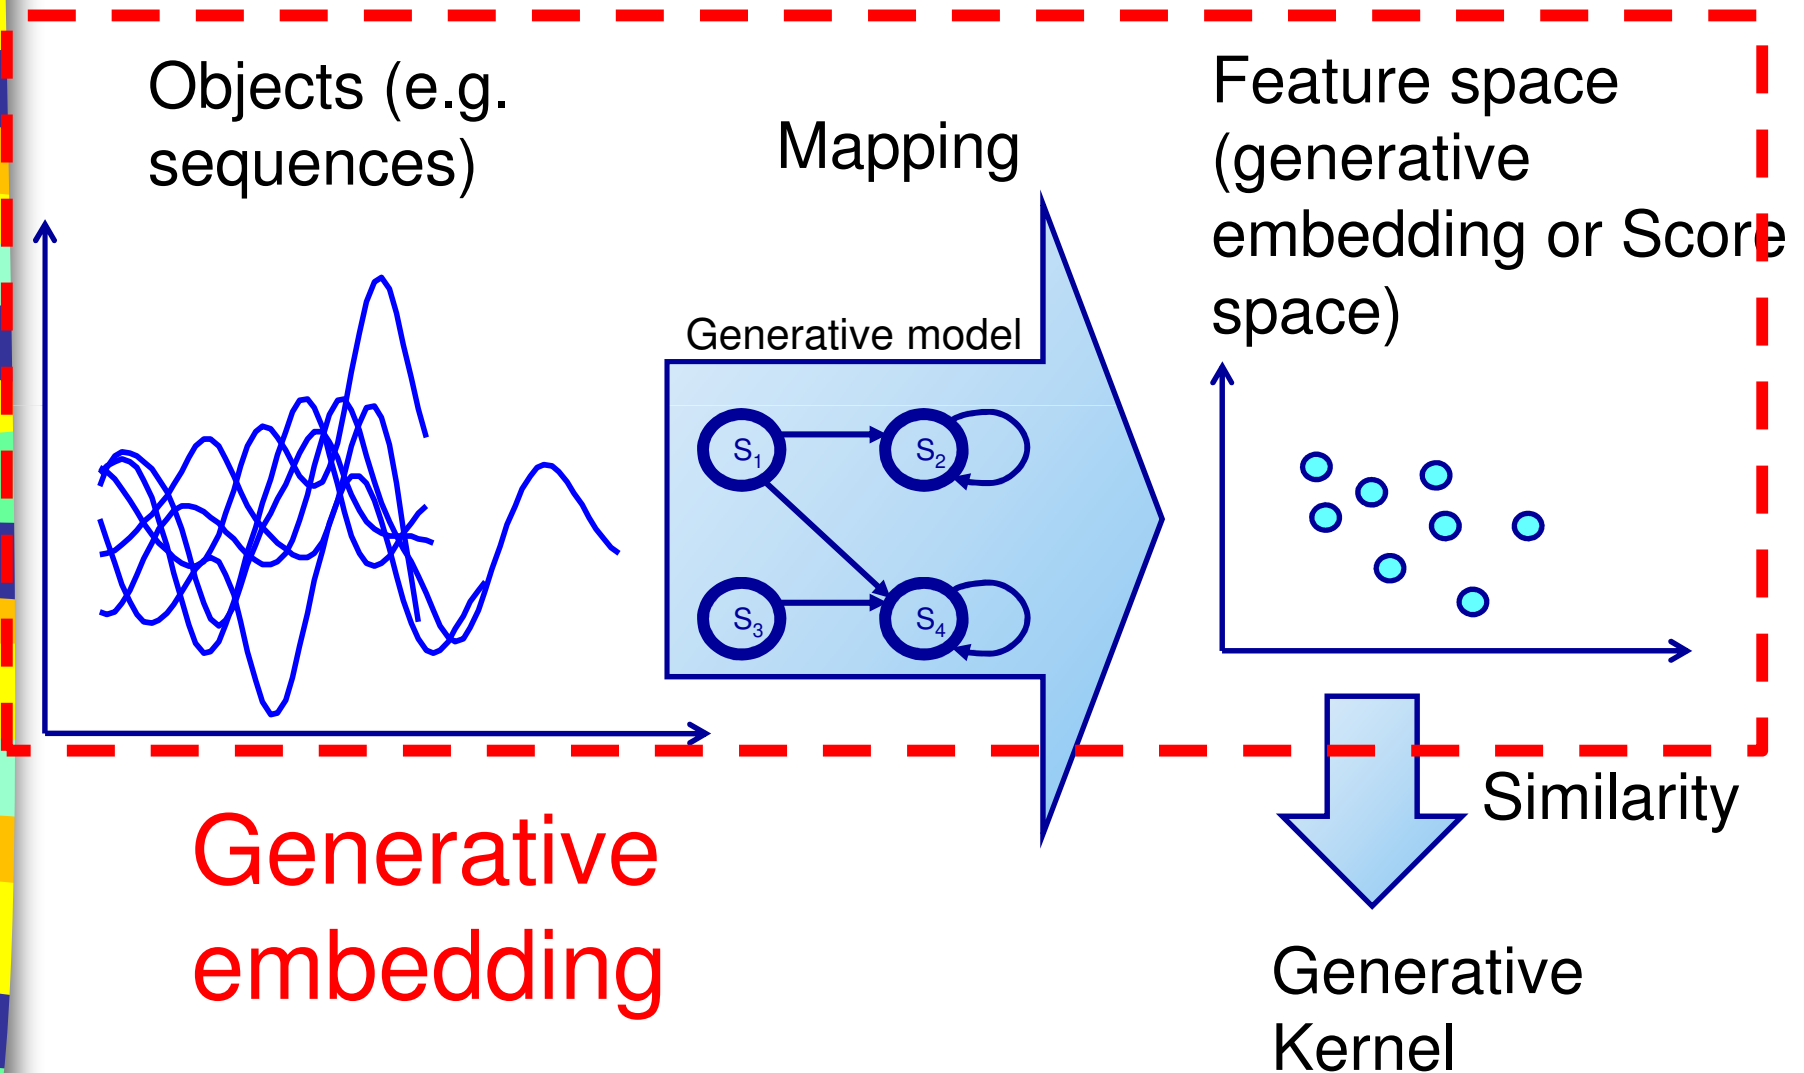 Objects (e.g.
sequences)
Mapping
Generative model
S1
S2
S3
S4
Feature space
(generative
embedding or Score
space)
Similarity
Generative
Kernel
Generative
embedding